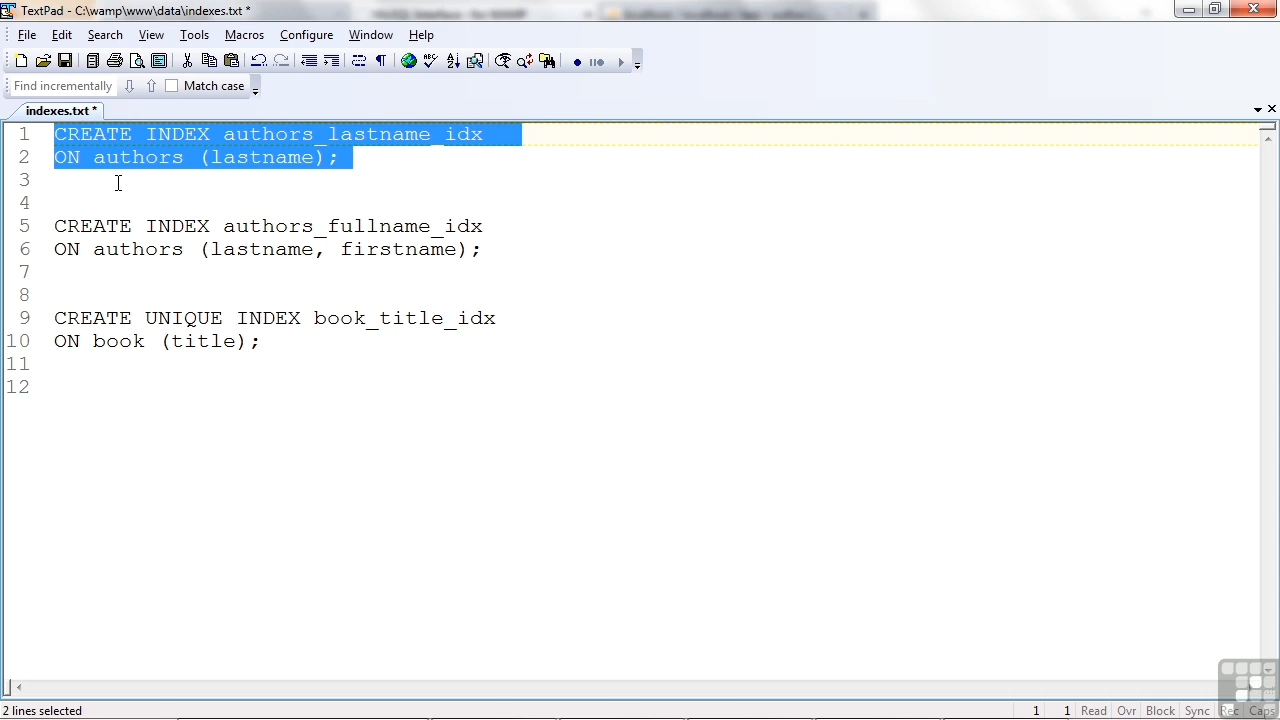 TextPad - C:\wamp\www\data\indexes.txt *
File Edit Search View Tools Macros Configure Window Help
Find incrementally Match case
indexes.txt *
1 CREATE INDEX authors_lastname_idx
2 ON authors (lastname);
3
4
5 CREATE INDEX authors_fullname_idx
6 ON authors (lastname, firstname);
7
8
9 CREATE UNIQUE INDEX book_title_idx
10 ON book (title);
11
12
2 lines selected 1 1 Read Ovr Block Sync Rec Caps